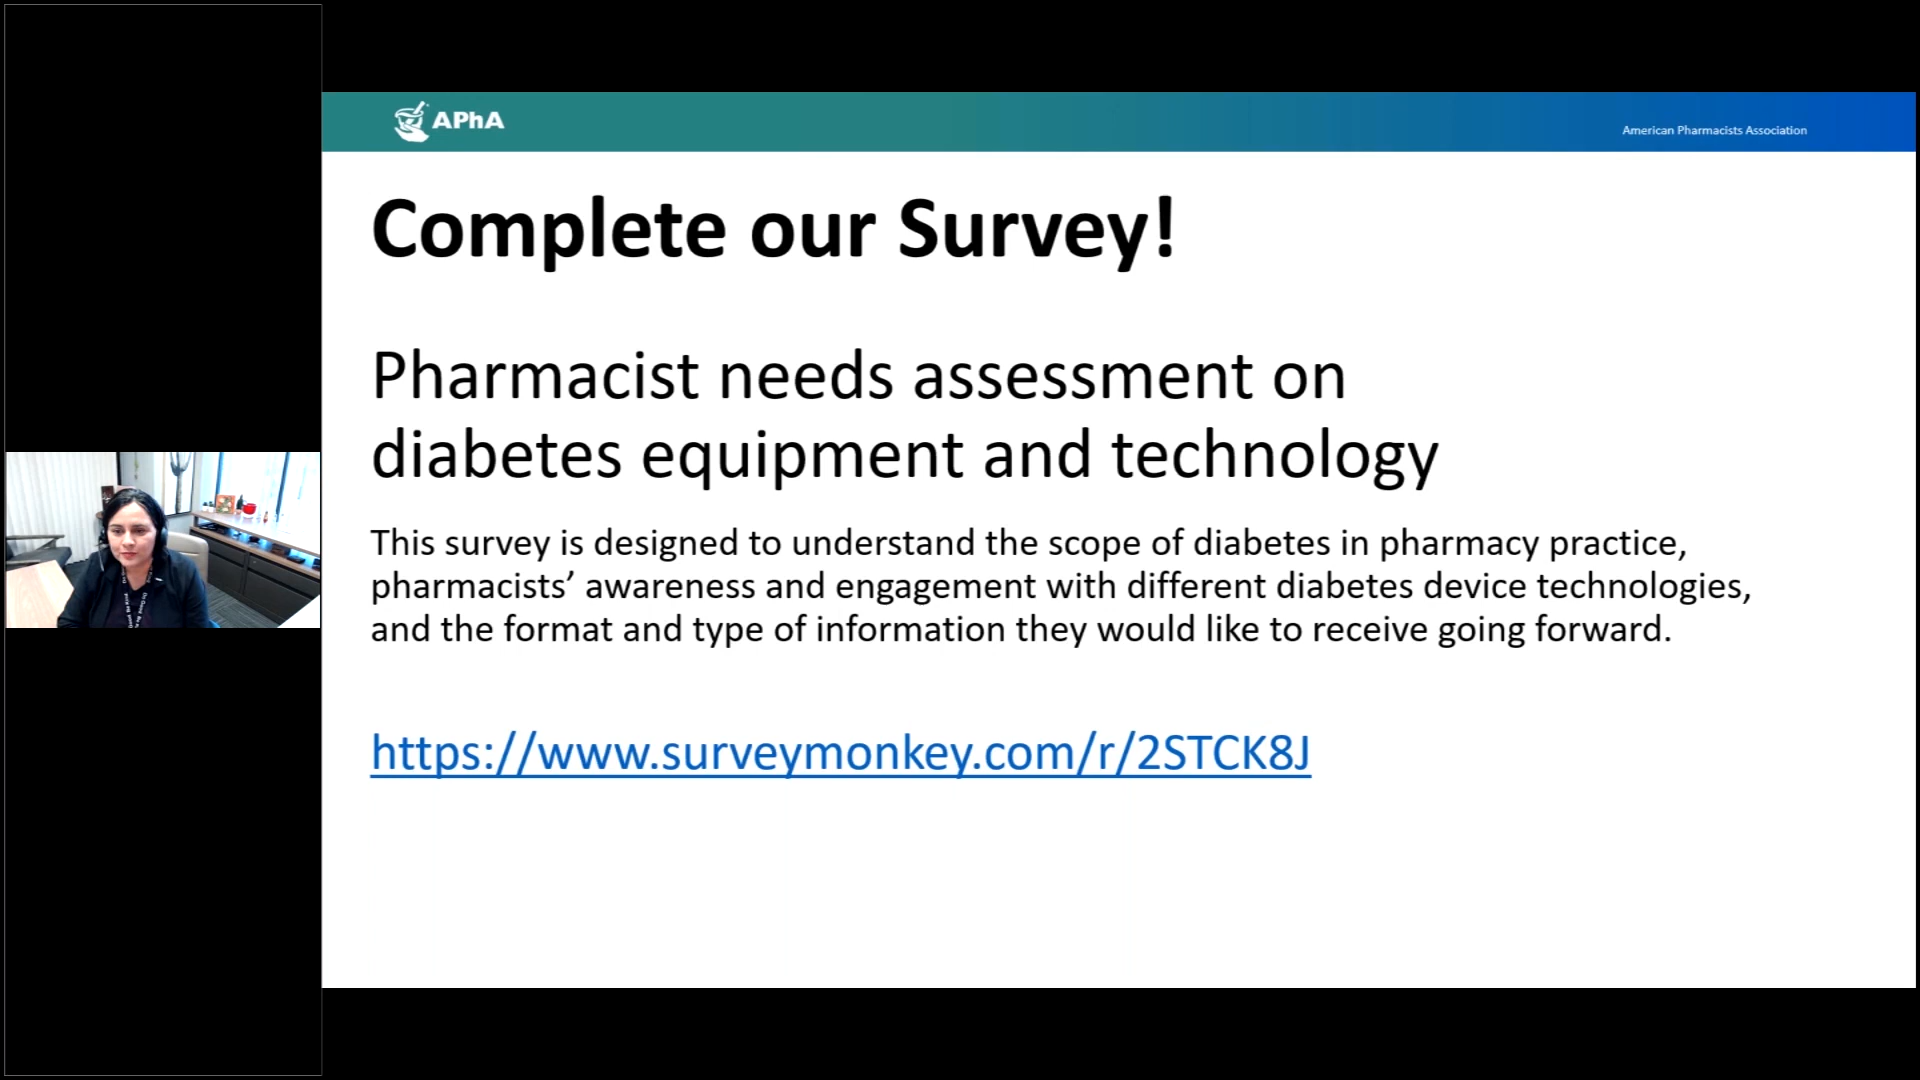 APhA
American Pharmacists Association
Complete our Survey!
Pharmacist needs assessment on
diabetes equipment and technology
This survey is designed to understand the scope of diabetes in pharmacy practice,
pharmacists’ awareness and engagement with different diabetes device technologies,
and the format and type of information they would like to receive going forward.
https://www.surveymonkey.com/r/2STCK8J